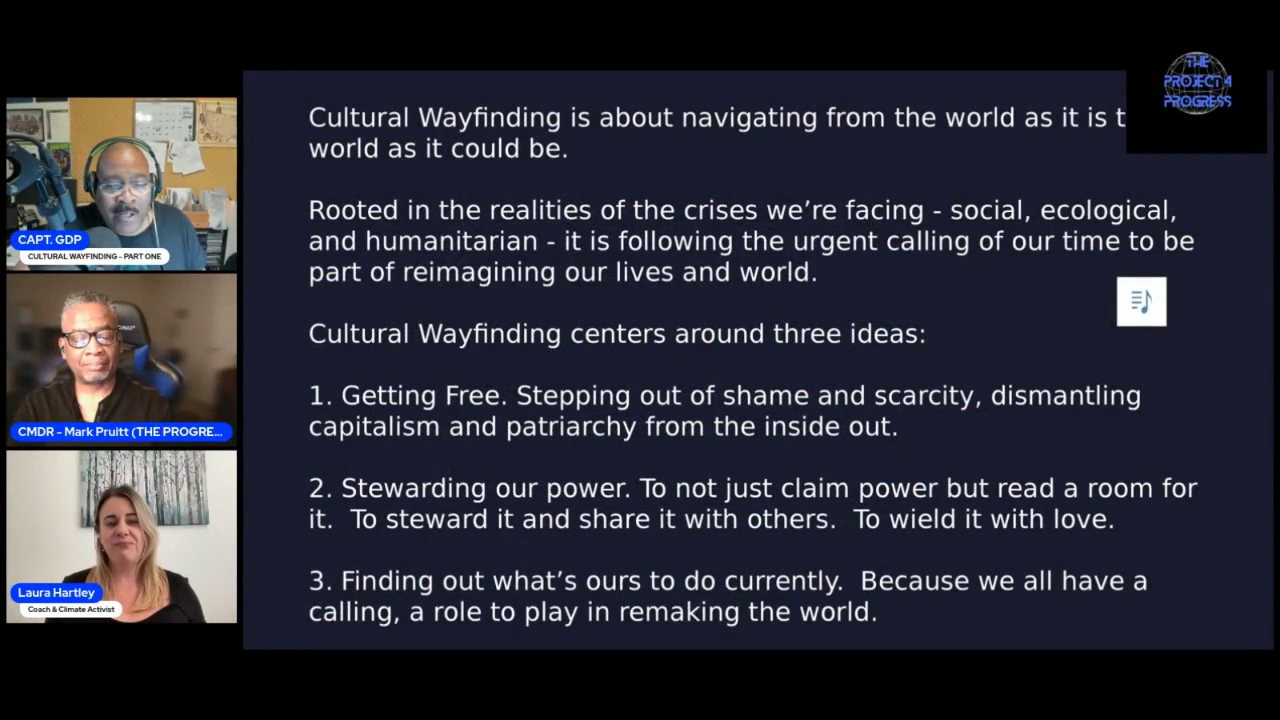 THE
PROJECT 4
PROGRESS
Cultural Wayfinding is about navigating from the world as it is
world as it could be.
Rooted in the realities of the crises we’re facing - social, ecological,
and humanitarian - it is following the urgent calling of our time to be
part of reimagining our lives and world.
Cultural Wayfinding centers around three ideas:
1. Getting Free. Stepping out of shame and scarcity, dismantling
capitalism and patriarchy from the inside out.
2. Stewarding our power. To not just claim power but read a room for
it.  To steward it and share it with others.  To wield it with love.
3. Finding out what’s ours to do currently.  Because we all have a
calling, a role to play in remaking the world.
CAPT. GDP
CULTURAL WAYFINDING - PART ONE
CMDR - Mark Pruitt (THE PROGRE...
Laura Hartley
Coach & Climate Activist